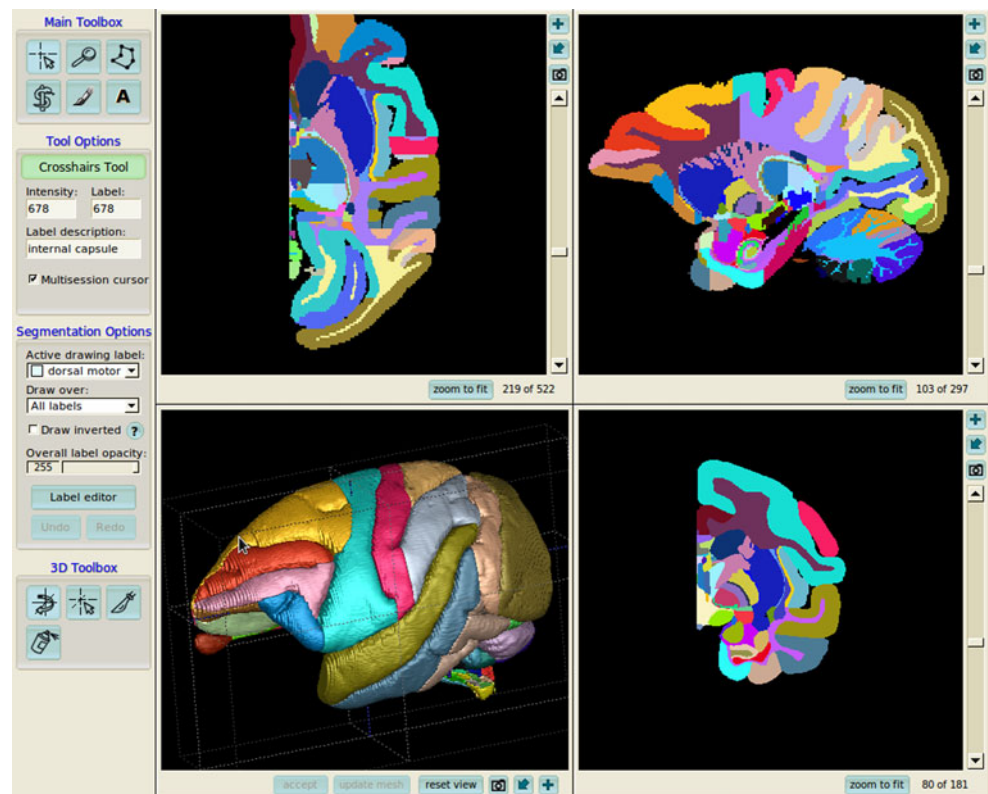 Main Toolbox
A
Tool Options
Crosshairs Tool
Intensity: Label:
678 678
Label description:
internal capsule
Multisession cursor
Segmentation Options
Active drawing label:
dorsal motor
Draw over:
All labels
Draw inverted ?
Overall label opacity:
255
Label editor
Undo Redo
3D Toolbox
zoom to fit 219 of 522
zoom to fit 103 of 297
accept update mesh reset view
zoom to fit 80 of 181